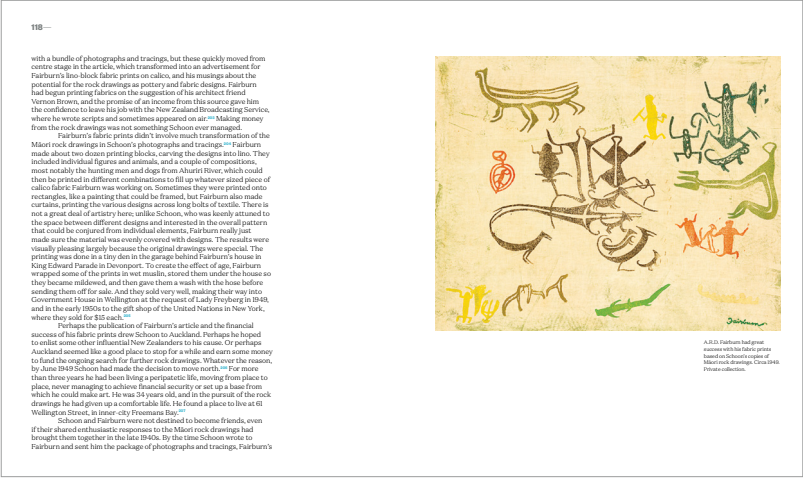 118—
with a bundle of photographs and tracings, but these quickly moved from
centre stage in the article, which transformed into an advertisement for
Fairburn's lino-block fabric prints on calico, and his musings about the
potential for the rock drawings as pottery and fabric designs. Fairburn
had begun printing fabrics on the suggestion of his architect friend
Vernon Brown, and the promise of an income from this source gave him
the confidence to leave his job with the New Zealand Broadcasting Service,
where he wrote scripts and sometimes appeared on air. Making money
from the rock drawings was not something Schoon ever managed.
Fairburn's fabric prints didn't involve much transformation of the
Māori rock drawings in Schoon's photographs and tracings. Fairburn
made about two dozen printing blocks, carving the designs into lino. They
included individual figures and animals, and a couple of compositions,
most notably the hunting men and dogs from Ahuriri River, which could
then be printed in different combinations to fill up whatever sized piece of
calico fabric Fairburn was working on. Sometimes they were printed onto
rectangles, like a painting that could be framed, but Fairburn also made
curtains, printing the various designs across long bolts of textile. There is
not a great deal of artistry here; unlike Schoon, who was keenly attuned to
the space between different designs and interested in the overall pattern
that could be conjured from individual elements, Fairburn really just
made sure the material was evenly covered with designs. The results were
visually pleasing largely because the original drawings were special. The
printing was done in a tiny den in the garage behind Fairburn's house in
King Edward Parade in Devonport. To create the effect of age, Fairburn
wrapped some of the prints in wet muslin, stored them under the house so
they became mildewed, and then gave them a wash with the hose before
sending them off for sale. And they sold very well, making their way into
Government House in Wellington at the request of Lady Freyberg in 1949,
and in the early 1950s to the gift shop of the United Nations in New York,
where they sold for $15 each.
Perhaps the publication of Fairburn's article and the financial
success of his fabric prints drew Schoon to Auckland. Perhaps he hoped
to enlist some other influential New Zealanders to his cause. Or perhaps
Auckland seemed like a good place to stop for a while and earn some money
to fund the ongoing search for further rock drawings. Whatever the reason,
by June 1949 Schoon had made the decision to move north. For more
than three years he had been living a peripatetic life, moving from place to
place, never managing to achieve financial security or set up a base from
which he could make art. He was 34 years old, and in the pursuit of the rock
drawings he had given up a comfortable life. He found a place to live at 61
Wellington Street, in inner-city Freemans Bay.
Schoon and Fairburn were not destined to become friends, even
if their shared enthusiastic responses to the Māori rock drawings had
brought them together in the late 1940s. By the time Schoon wrote to
Fairburn and sent him the package of photographs and tracings, Fairburn's
Fairburn
A.R.D. Fairburn had great
success with his fabric prints
based on Schoon's copies of
Māori rock drawings. Circa 1949.
Private collection.